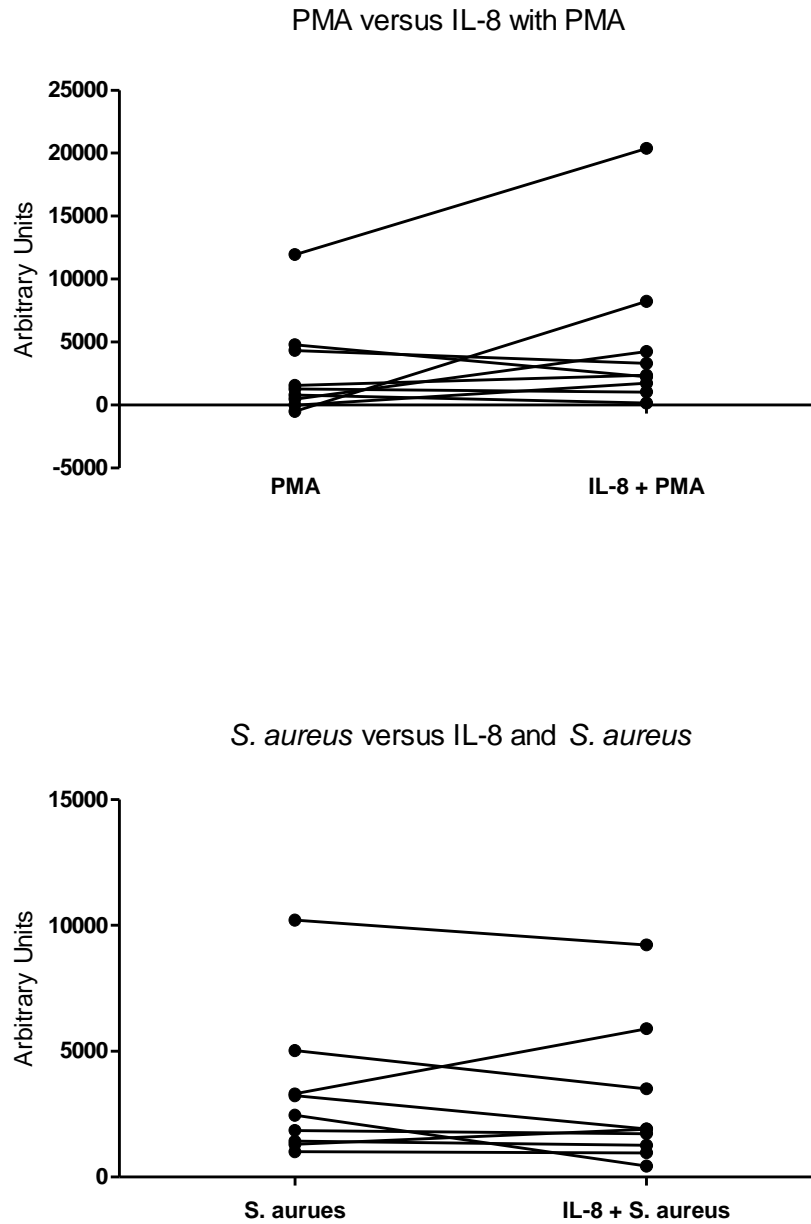 PMA versus IL-8 with PMA
25000
20000
15000
10000
5000
0
-5000
Arbitrary Units
PMA IL-8 + PMA
S. aureus versus IL-8 and S. aureus
15000
10000
5000
0
Arbitrary Units
S. aurues IL-8 + S. aureus